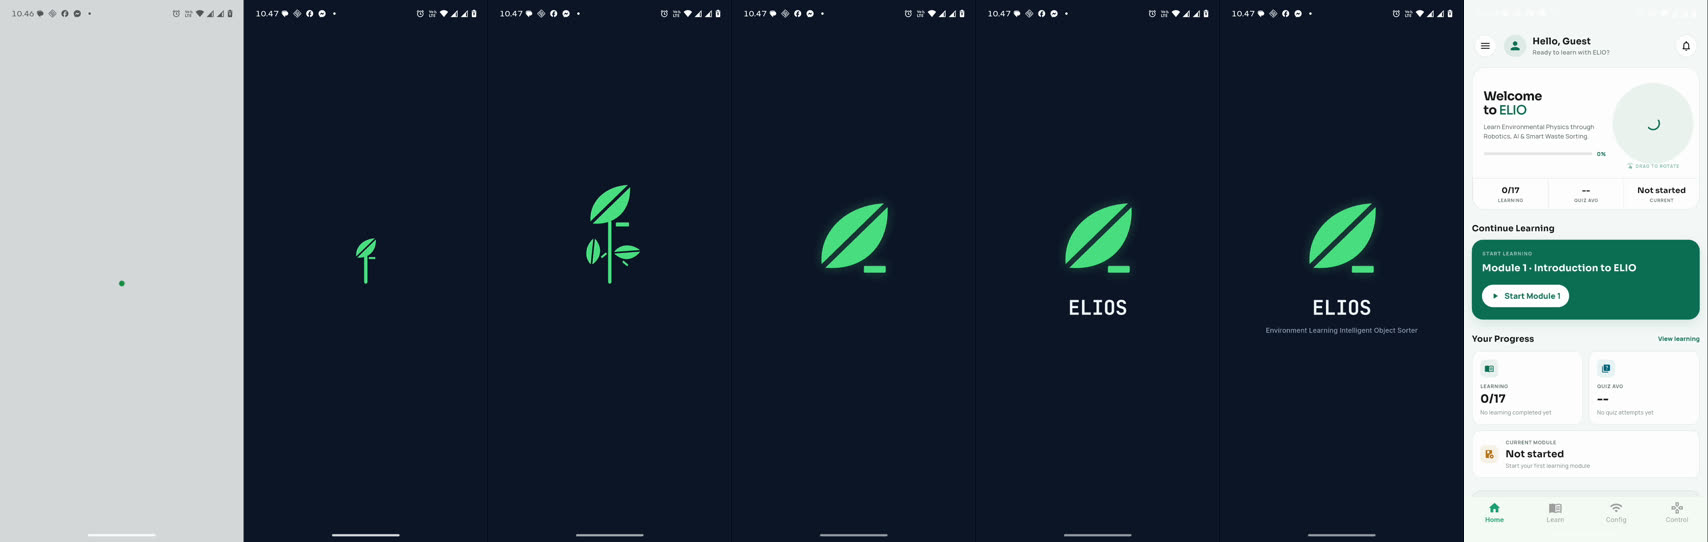 10.46
10.47
10.47
10.47
10.47
ELIOS
10.47
ELIOS
Environment Learning Intelligent Object Sorter
Hello, Guest
Ready to learn with ELIO?
Welcome
to ELIO
Learn Environmental Physics through
Robotics, AI & Smart Waste Sorting.
0%
DRAG TO ROTATE
0/17
LEARNING
--
QUIZ AVG
Not started
CURRENT
Continue Learning
START LEARNING
Module 1 · Introduction to ELIO
Start Module 1
Your Progress
View learning
LEARNING
0/17
No learning completed yet
QUIZ AVG
--
No quiz attempts yet
CURRENT MODULE
Not started
Start your first learning module
Home
Learn
Config
Control